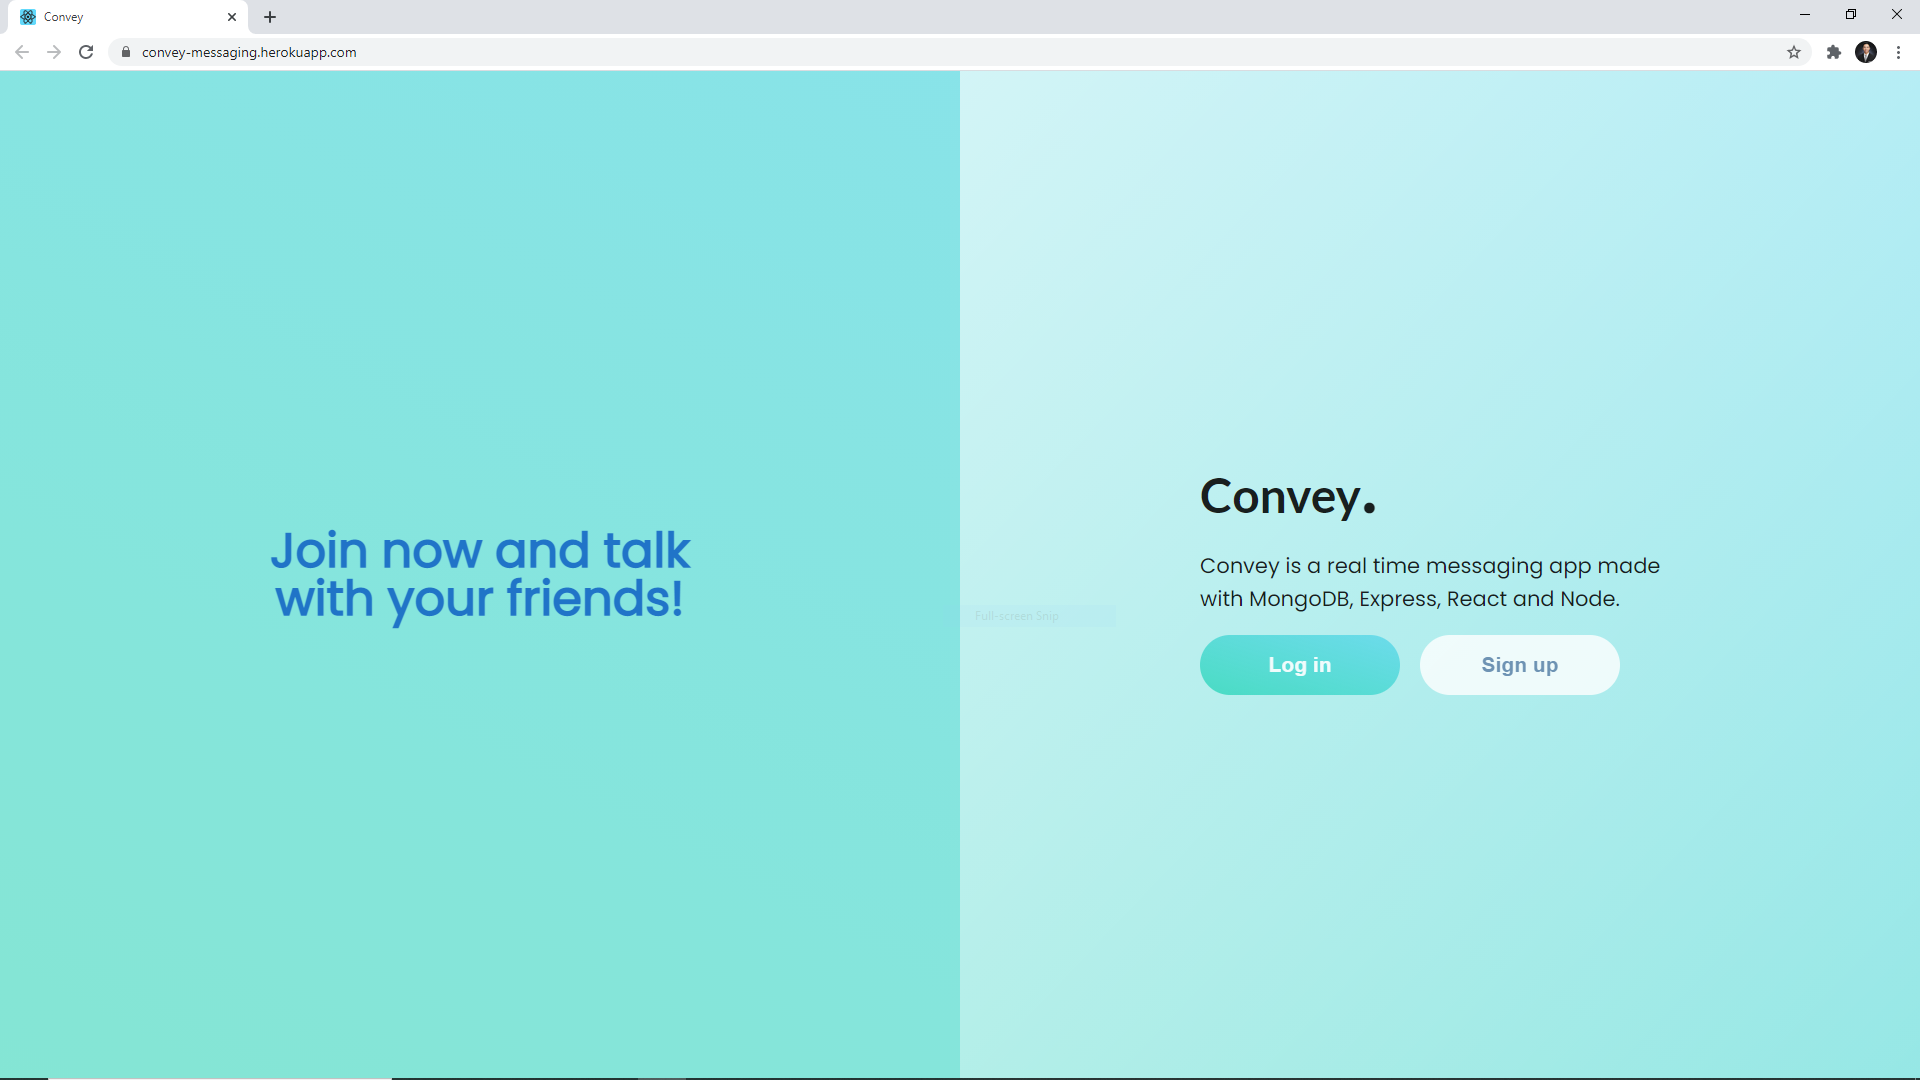 Convey
convey-messaging.herokuapp.com
Join now and talk
with your friends!
Convey.
Convey is a real time messaging app made
with MongoDB, Express, React and Node.
Full-screen Snip
Log in
Sign up